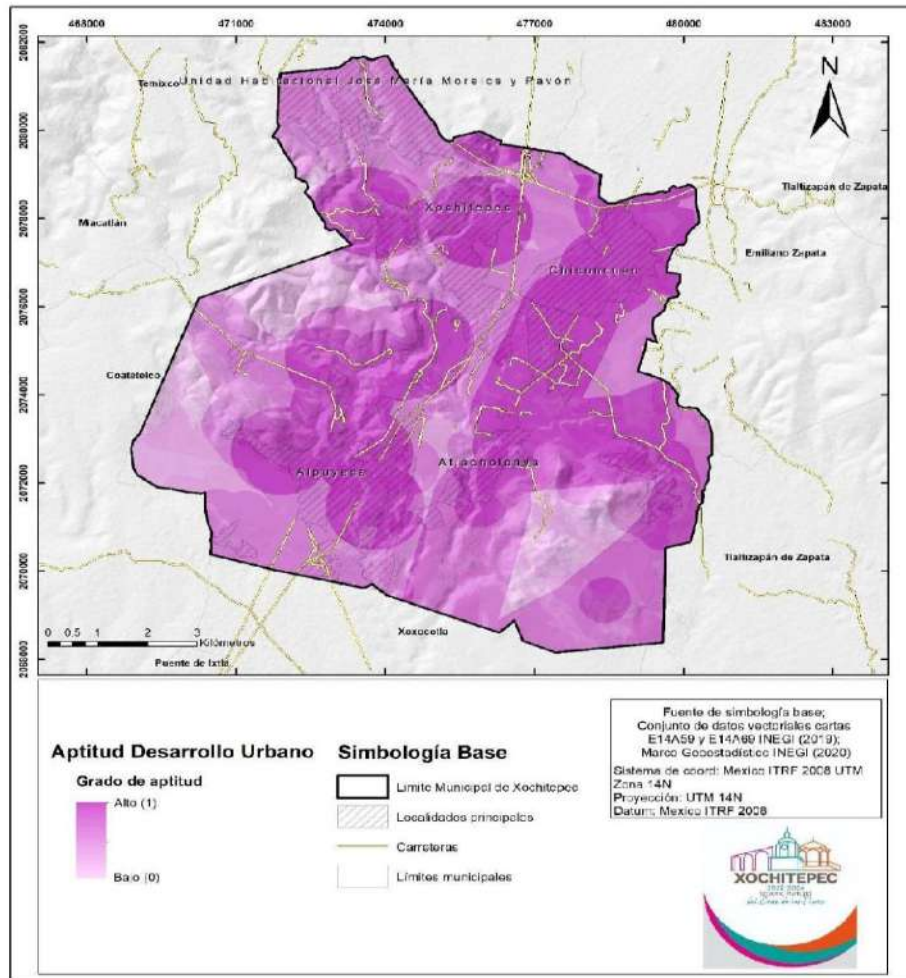 468000 471000 474000 477000 480000 483000
2082000
2080000
2078000
2076000
2074000
2072000
2070000
2068000
Temixco
Unidad Habitacional José María Morelos y Pavón
N
Xochitepec
Tlaltizapán de Zapata
Miacatlán
Emiliano Zapata
Chiconcuac
Coatetelco
Alpuyeca
Atlacholoaya
Tlaltizapán de Zapata
Xoxocotla
0 0.5 1 2 3
Kilómetros
Puente de Ixtla
Aptitud Desarrollo Urbano
Grado de aptitud
Alto (1)
Bajo (0)
Simbología Base
Limite Municipal de Xochitepec
Localidados principales
Carreteras
Límites municipales
Fuente de simbología base;
Conjunto de datos vectoriales cartas
E14A59 y E14A69 INEGI (2019);
Marco Geoestadístico INEGI (2020)
Sistema de coord: Mexico ITRF 2008 UTM
Zona 14N
Proyección: UTM 14N
Datum: Mexico ITRF 2008
XOCHITEPEC
2022-2024